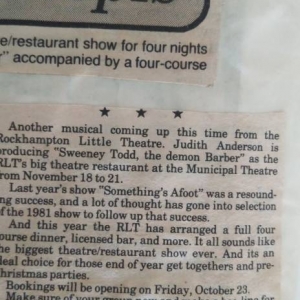 e/restaurant show for four nights
" accompanied by a four-course
★ ★ ★
Another musical coming up this time from the
Rockhampton Little Theatre. Judith Anderson is
producing "Sweeney Todd, the demon Barber" as the
RLT's big theatre restaurant at the Municipal Theatre
from November 18 to 21.
Last year's show "Something's Afoot" was a resound-
ing success, and a lot of thought has gone into selection
of the 1981 show to follow up that success.
And this year the RLT has arranged a full four
course dinner, licensed bar, and more. It all sounds like
the biggest theatre/restaurant show ever. And its an
deal choice for those end of year get togethers and pre-
christmas parties.
Bookings will be opening on Friday, October 23.
Make sure of your